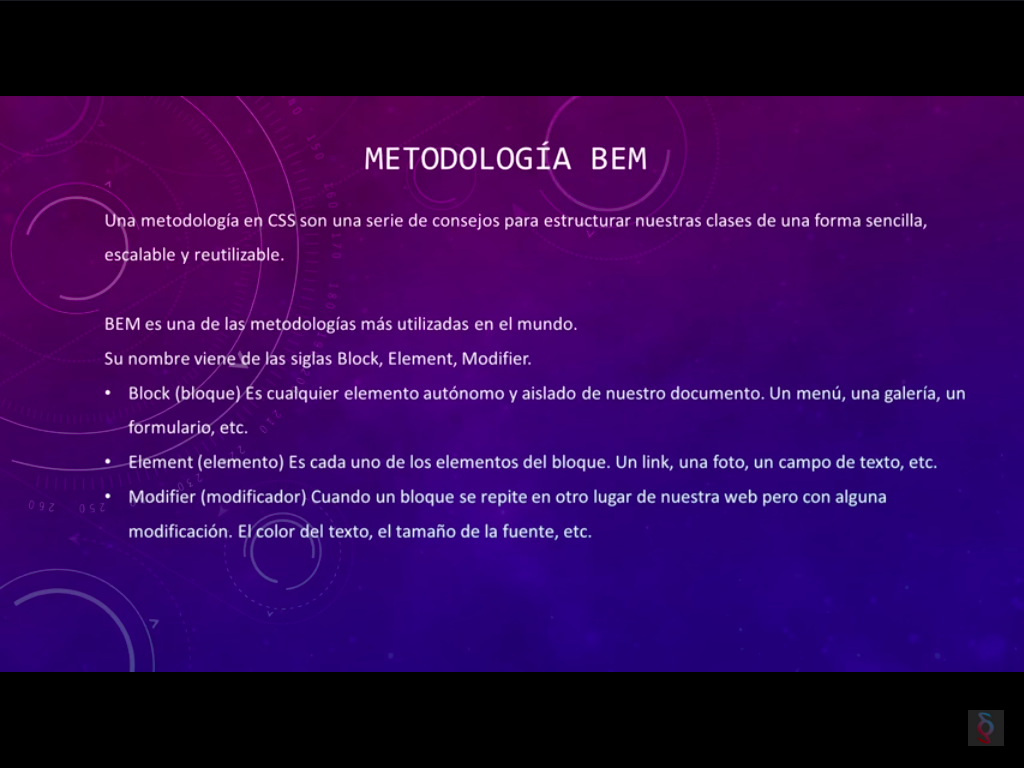 METODOLOGÍA BEM
Una metodología en CSS son una serie de consejos para estructurar nuestras clases de una forma sencilla,
escalable y reutilizable.
BEM es una de las metodologías más utilizadas en el mundo.
Su nombre viene de las siglas Block, Element, Modifier.
• Block (bloque) Es cualquier elemento autónomo y aislado de nuestro documento. Un menú, una galería, un
formulario, etc.
• Element (elemento) Es cada uno de los elementos del bloque. Un link, una foto, un campo de texto, etc.
• Modifier (modificador) Cuando un bloque se repite en otro lugar de nuestra web pero con alguna
modificación. El color del texto, el tamaño de la fuente, etc.